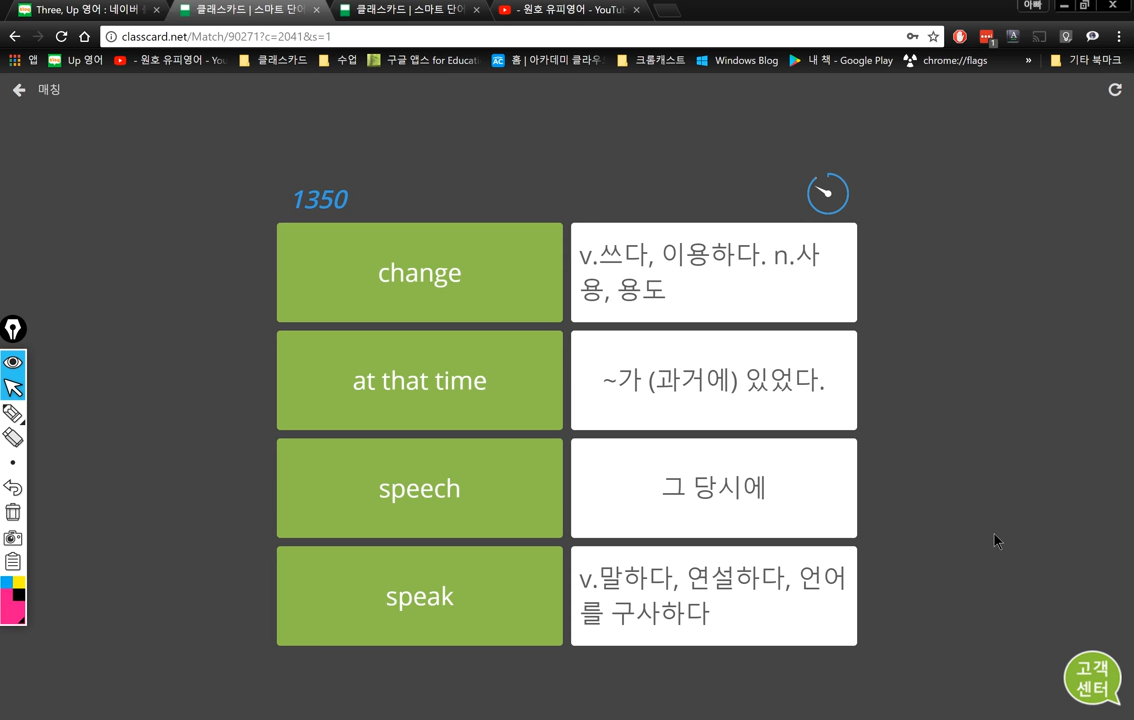 Three, Up 영어 : 네이버
클래스카드 | 스마트 단어
클래스카드 | 스마트 단어
- 원호 유피영어 - YouTu
아빠
classcard.net/Match/90271?c=2041&s=1
앱
Up 영어
- 원호 유피영어 - You
클래스카드
수업
구글 앱스 for Educati
홈 | 아카데미 클라우
크롬캐스트
Windows Blog
내 책 - Google Play
chrome://flags
»
기타 북마크
매칭
1350
change
v.쓰다, 이용하다. n.사
용, 용도
at that time
~가 (과거에) 있었다.
speech
그 당시에
speak
v.말하다, 연설하다, 언어
를 구사하다
고객
센터